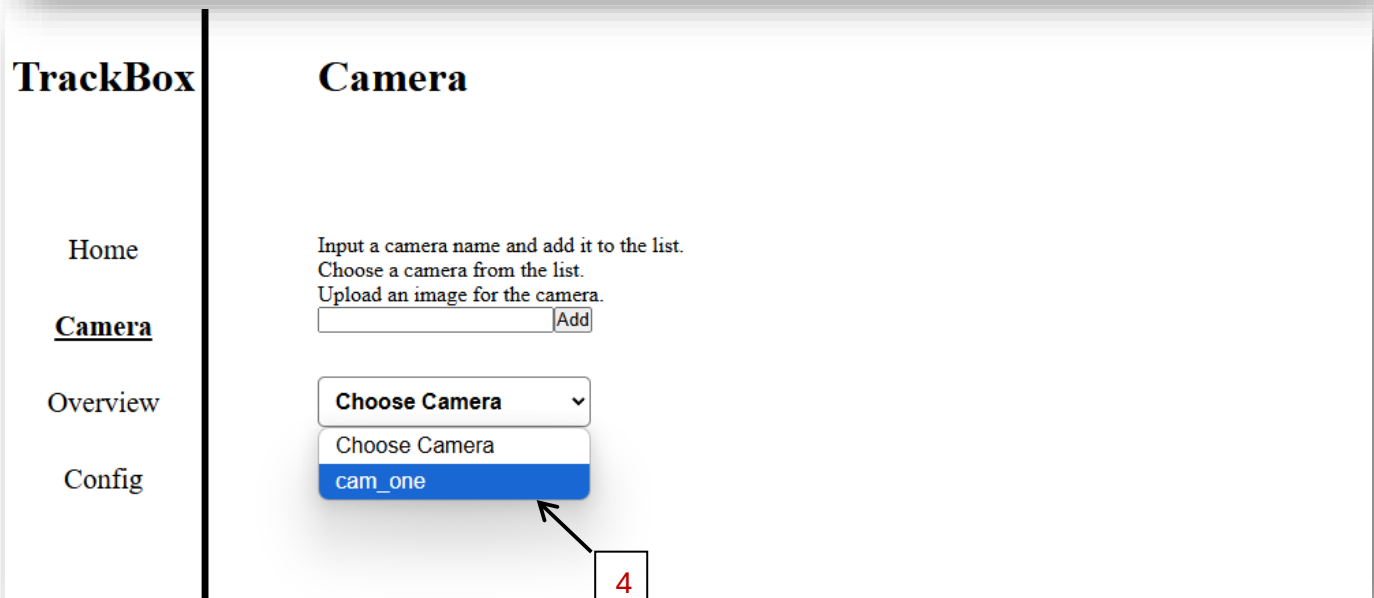 TrackBox
Home
Camera
Overview
Config
Camera
Input a camera name and add it to the list.
Choose a camera from the list.
Upload an image for the camera.
Add
Choose Camera
Choose Camera
cam_one
4